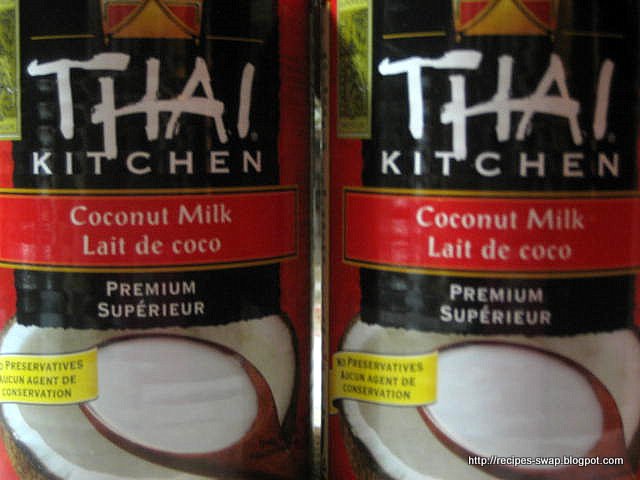 THAI
KITCHEN
Coconut Milk
Lait de coco
PREMIUM
SUPÉRIEUR
PRESERVATIVES
AUCUN AGENT DE
CONSERVATION
THAI
KITCHEN
Coconut Milk
Lait de coco
PREMIUM
SUPÉRIEUR
NO PRESERVATIVES
AUCUN AGENT DE
CONSERVATION
http://recipes-swap.blogspot.com